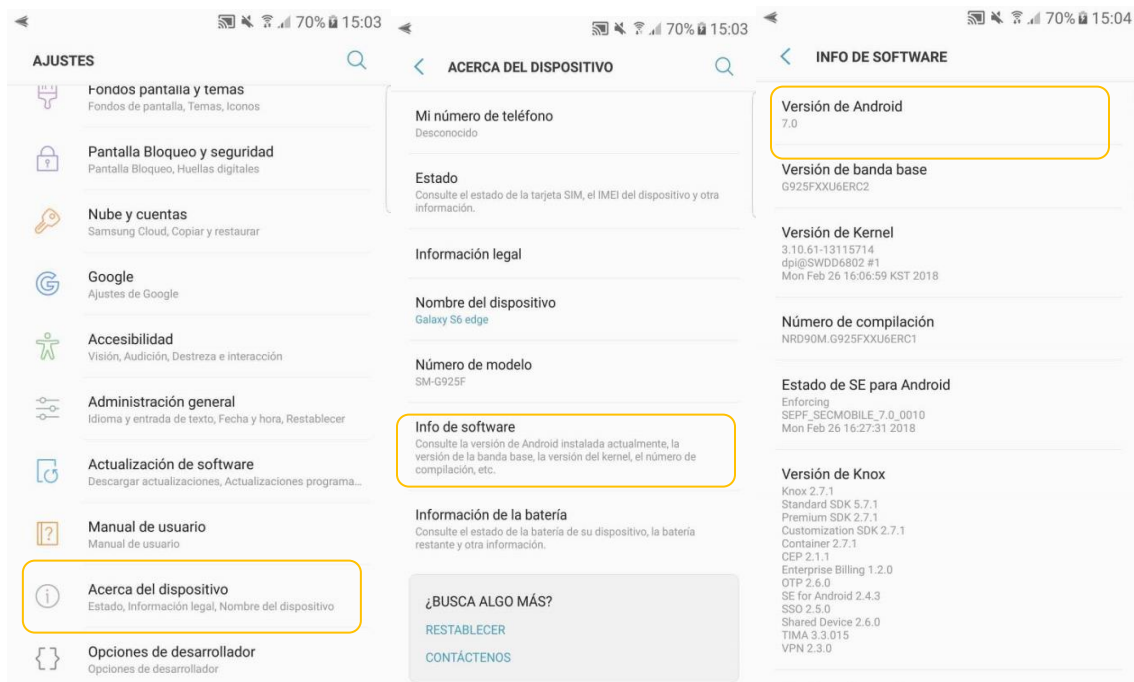 70% 15:03
AJUSTES
Fondos pantalla y temas
Fondos de pantalla, Temas, Iconos
Pantalla Bloqueo y seguridad
Pantalla Bloqueo, Huellas digitales
Nube y cuentas
Samsung Cloud, Copiar y restaurar
Google
Ajustes de Google
Accesibilidad
Visión, Audición, Destreza e interacción
Administración general
Idioma y entrada de texto, Fecha y hora, Restablecer
Actualización de software
Descargar actualizaciones, Actualizaciones programa...
Manual de usuario
Manual de usuario
Acerca del dispositivo
Estado, Información legal, Nombre del dispositivo
Opciones de desarrollador
Opciones de desarrollador
70% 15:03
ACERCA DEL DISPOSITIVO
Mi número de teléfono
Desconocido
Estado
Consulte el estado de la tarjeta SIM, el IMEI del dispositivo y otra
información.
Información legal
Nombre del dispositivo
Galaxy S6 edge
Número de modelo
SM-G925F
Info de software
Consulte la versión de Android instalada actualmente, la
versión de la banda base, la versión del kernel, el número de
compilación, etc.
Información de la batería
Consulte el estado de la batería de su dispositivo, la batería
restante y otra información.
¿BUSCA ALGO MÁS?
RESTABLECER
CONTÁCTENOS
70% 15:04
INFO DE SOFTWARE
Versión de Android
7.0
Versión de banda base
G925FXXU6ERC2
Versión de Kernel
3.10.61-13115714
dpi@SWDD6802 #1
Mon Feb 26 16:06:59 KST 2018
Número de compilación
NRD90M.G925FXXU6ERC1
Estado de SE para Android
Enforcing
SEPF_SECMOBILE_7.0_0010
Mon Feb 26 16:27:31 2018
Versión de Knox
Knox 2.7.1
Standard SDK 5.7.1
Premium SDK 2.7.1
Customization SDK 2.7.1
Container 2.7.1
CEP 2.1.1
Enterprise Billing 1.2.0
OTP 2.6.0
SE for Android 2.4.3
SSO 2.5.0
Shared Device 2.6.0
TIMA 3.3.015
VPN 2.3.0